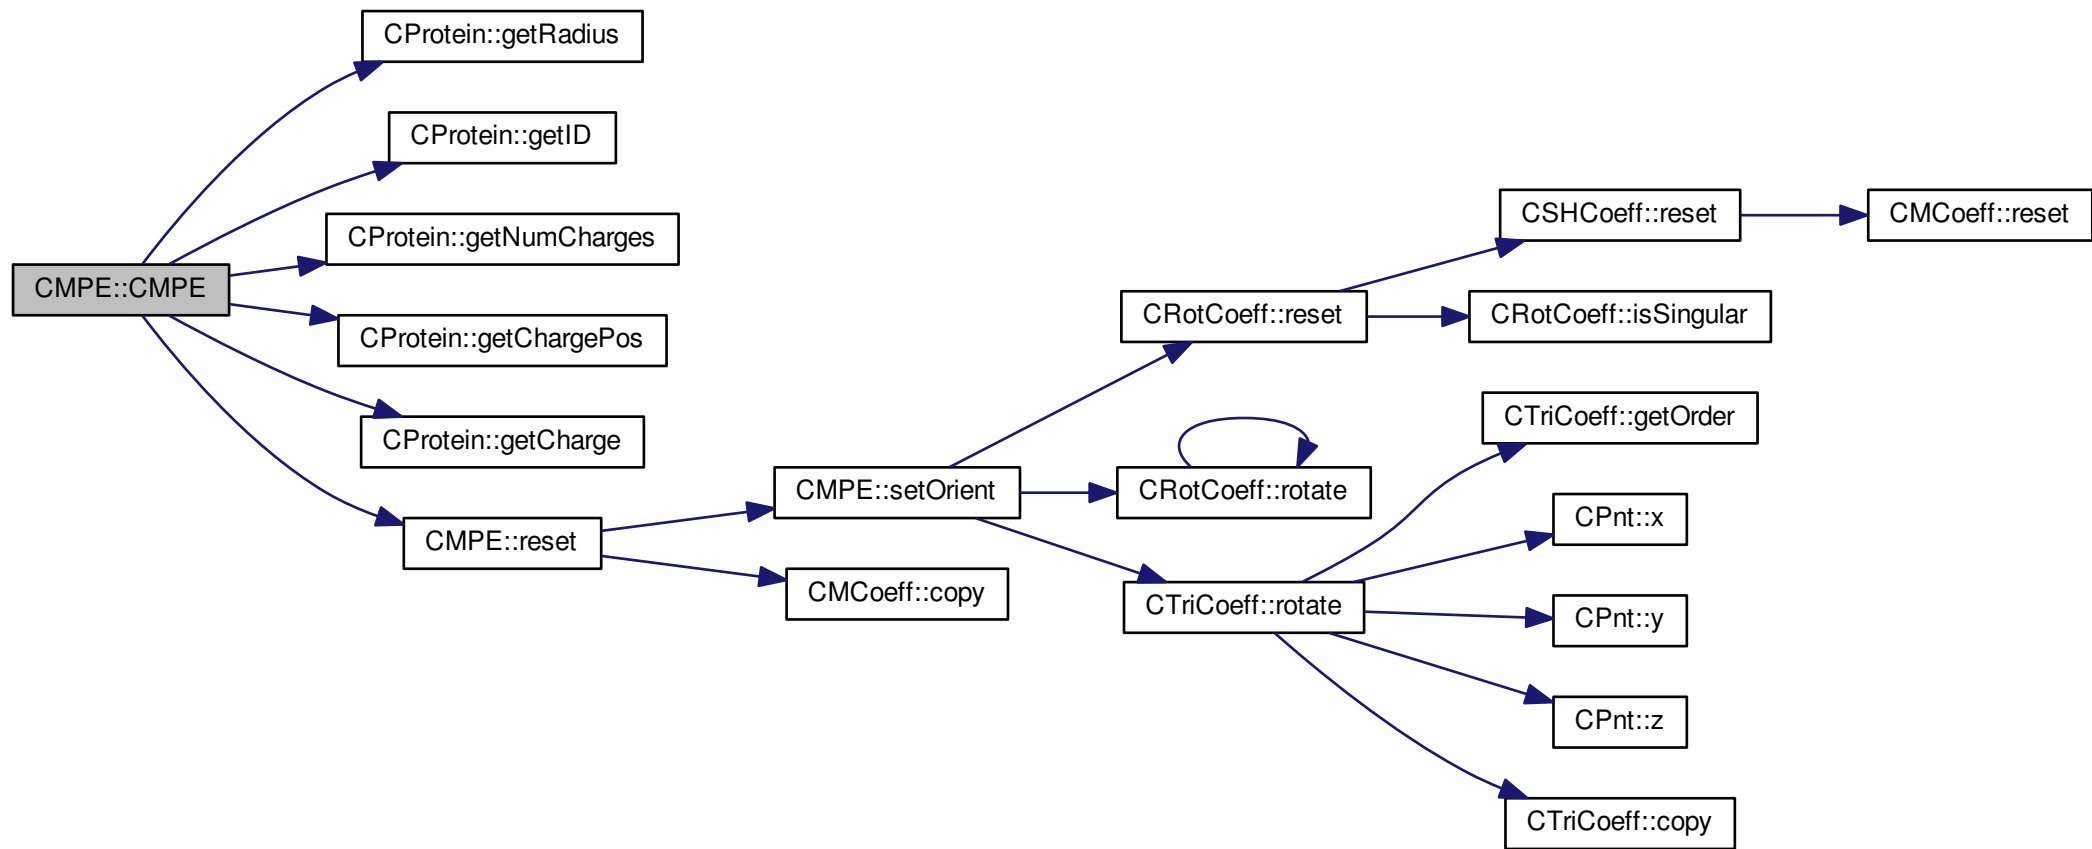 CMPE::CMPE
CProtein::getRadius
CProtein::getID
CProtein::getNumCharges
CProtein::getChargePos
CProtein::getCharge
CMPE::reset
CMPE::setOrient
CMCoeff::copy
CRotCoeff::reset
CRotCoeff::rotate
CTriCoeff::rotate
CSHCoeff::reset
CRotCoeff::isSingular
CTriCoeff::getOrder
CPnt::x
CPnt::y
CPnt::z
CTriCoeff::copy
CMCoeff::reset